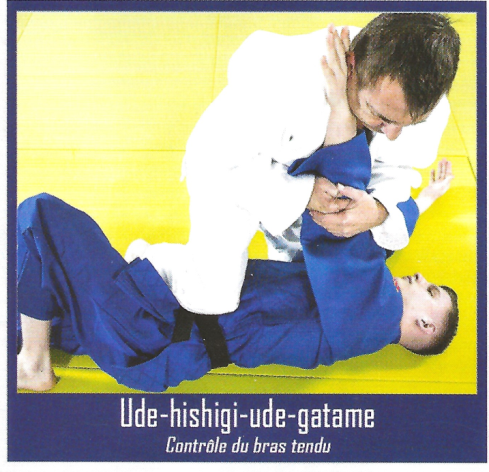 Ude-hishigi-ude-gatame
Contrôle du bras tendu